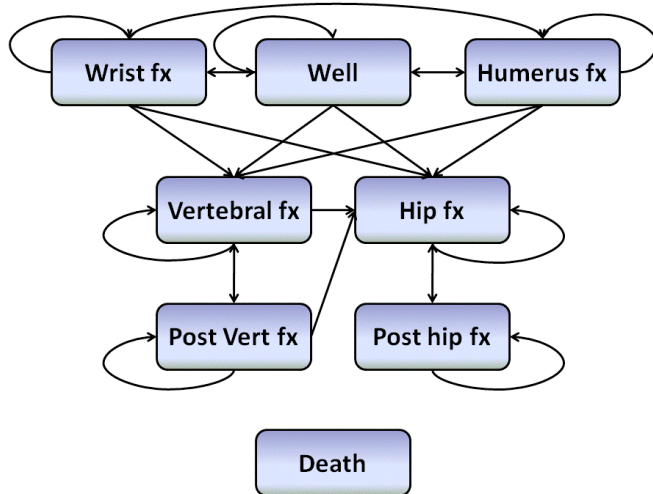 Wrist fx
Well
Humerus fx
Vertebral fx
Hip fx
Post Vert fx
Post hip fx
Death